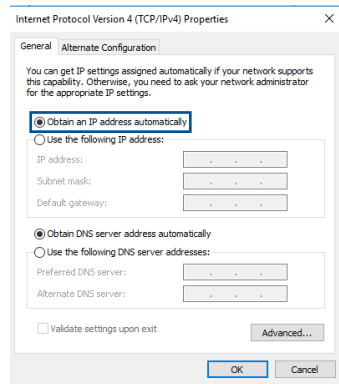 Internet Protocol Version 4 (TCP/IPv4) Properties
General Alternate Configuration
You can get IP settings assigned automatically if your network supports
this capability. Otherwise, you need to ask your network administrator
for the appropriate IP settings.
Obtain an IP address automatically
Use the following IP address:
IP address:
Subnet mask:
Default gateway:
Obtain DNS server address automatically
Use the following DNS server addresses:
Preferred DNS server:
Alternate DNS server:
Validate settings upon exit
Advanced...
OK Cancel